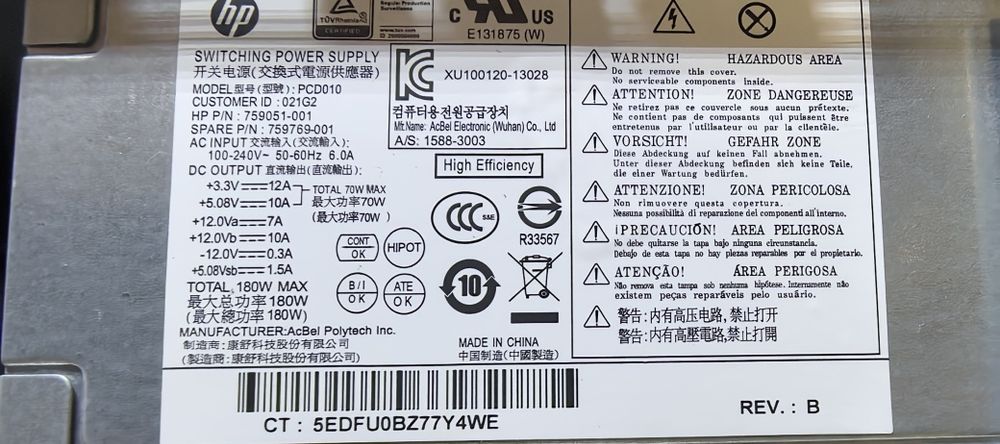 hp
TÜVRheinland
CERTIFIED
Regular Production
Surveillance
www.tuv.com
C US
E131875 (W)
SWITCHING POWER SUPPLY
开关电源(交換式電源供應器)
MODEL型号(型號): PCD010
CUSTOMER ID : 021G2
HP P/N : 759051-001
SPARE P/N : 759769-001
AC INPUT交流输入(交流輸入):
100-240V~ 50-60Hz 6.0A
DC OUTPUT 直流输出(直流輸出):
+3.3V 12A
+5.08V 10A
TOTAL 70W MAX
最大功率70W
(最大功率70W )
+12.0Va 7A
+12.0Vb 10A
-12.0V 0.3A
+5.08Vsb 1.5A
TOTAL 180W MAX
最大总功率180W
(最大總功率180W)
MANUFACTURER:AcBel Polytech Inc.
制造商:康舒科技股份有限公司
(製造商:康舒科技股份有限公司)
CONT
OK
HIPOT
B/I
OK
ATE
OK
XU100120-13028
컴퓨터용전원공급장치
Mft.Name: AcBel Electronic (Wuhan) Co., Ltd
A/S: 1588-3003
High Efficiency
CCC S&E
R33567
10
MADE IN CHINA
中国制造(中國製造)
WARNING! HAZARDOUS AREA
Do not remove this cover.
No serviceable components inside.
ATTENTION! ZONE DANGEREUSE
Ne retirez pas ce couvercle sous aucun prétexte.
Ne contient pas de composants qui puissent être
entretenus par l'utilisateur ou par la clientèle.
VORSICHT! GEFAHR ZONE
Diese Abdeckung auf keinen Fall abnehmen.
Unter dieser Abdeckung befinden sich keine Teile,
die einer Wartung bedürfen.
ATTENZIONE! ZONA PERICOLOSA
Non rimuovere questa copertura.
Nessuna possibilità di reparazione dei componenti all'interno.
¡PRECAUCIÓN! AREA PELIGROSA
No debe quitarse la tapa bajo ninguna circunstancia.
Debajo de esta tapa no hay piezas reparables por el propietario.
ATENÇÃO! ÁREA PERIGOSA
Não remova esta tampa sob nenhuma hipótese. Internamente não
existem peças reparáveis pelo usuário.
警告:内有高压电路,禁止打开
警告:內有高壓電路,禁止打開
CT : 5EDFU0BZ77Y4WE
REV. : B